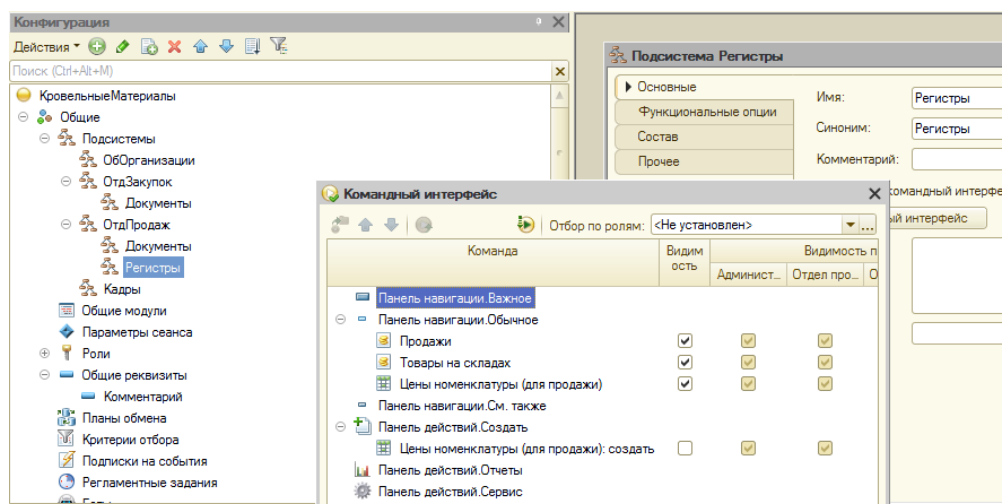 Конфигурация
Действия
Поиск (Ctrl+Alt+M)
КровельныеМатериалы
Общие
Подсистемы
ОбОрганизации
ОтдЗакупок
Документы
ОтдПродаж
Документы
Регистры
Кадры
Общие модули
Параметры сеанса
Роли
Общие реквизиты
Комментарий
Планы обмена
Критерии отбора
Подписки на события
Регламентные задания
Подсистема Регистры
Основные
Функциональные опции
Состав
Прочее
Имя: Регистры
Синоним: Регистры
Комментарий:
командный интерфе
ый интерфейс
Командный интерфейс
Отбор по ролям: <Не установлен> ...
Команда Видим ость Видимость п
Админист... Отдел про... О
Панель навигации.Важное
Панель навигации.Обычное
Продажи
Товары на складах
Цены номенклатуры (для продажи)
Панель навигации.См. также
Панель действий.Создать
Цены номенклатуры (для продажи): создать
Панель действий.Отчеты
Панель действий.Сервис